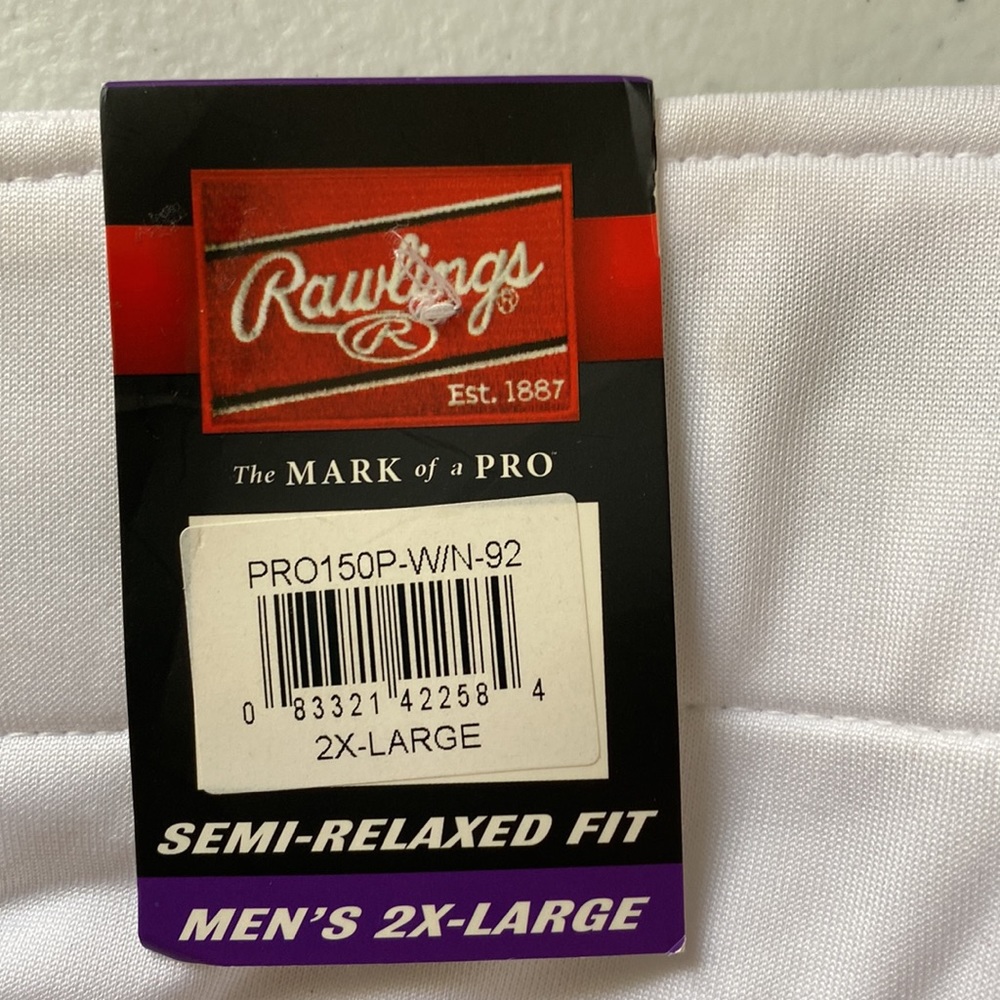 Rawlings®
R
Est. 1887
The MARK of a PRO™
PRO150P-W/N-92
0 83321 42258 4
2X-LARGE
SEMI-RELAXED FIT
MEN'S 2X-LARGE